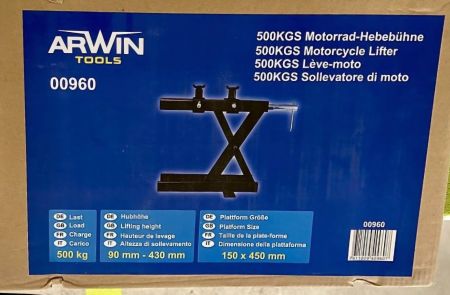 ARWIN
TOOLS
00960
500KGS Motorrad-Hebebühne
500KGS Motorcycle Lifter
500KGS Lève-moto
500KGS Sollevatore di moto
DE Last
GB Load
FR Charge
IT Carico
500 kg
DE Hubhöhe
GB Lifting height
FR Hauteur de lavage
IT Altezza di sollevamento
90 mm - 430 mm
DE Plattform Größe
GB Platform Size
FR Taille de la plate-forme
IT Dimensione della plattaforma
150 x 450 mm
00960